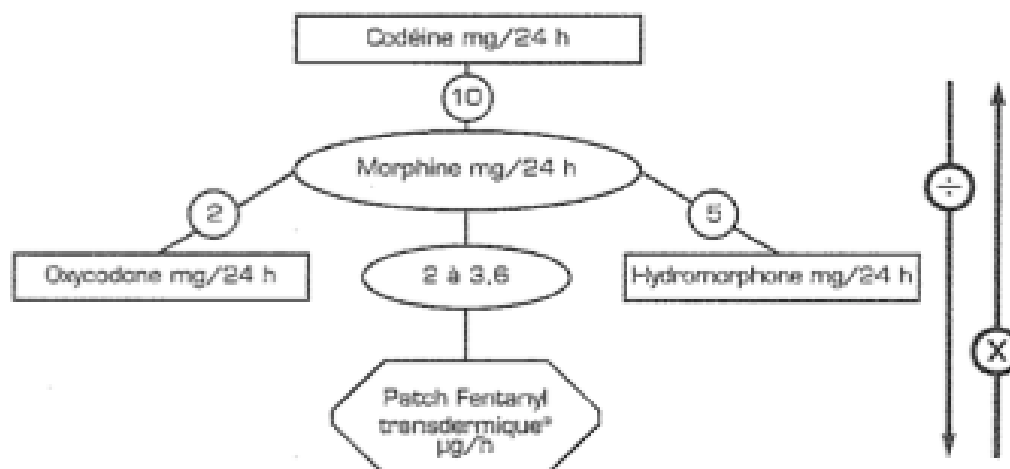 Codéine mg/24 h
10
Morphine mg/24 h
2
5
÷
Oxycodone mg/24 h
2 à 3,6
Hydromorphone mg/24 h
X
Patch Fentanyl
transdermique*
µg/h